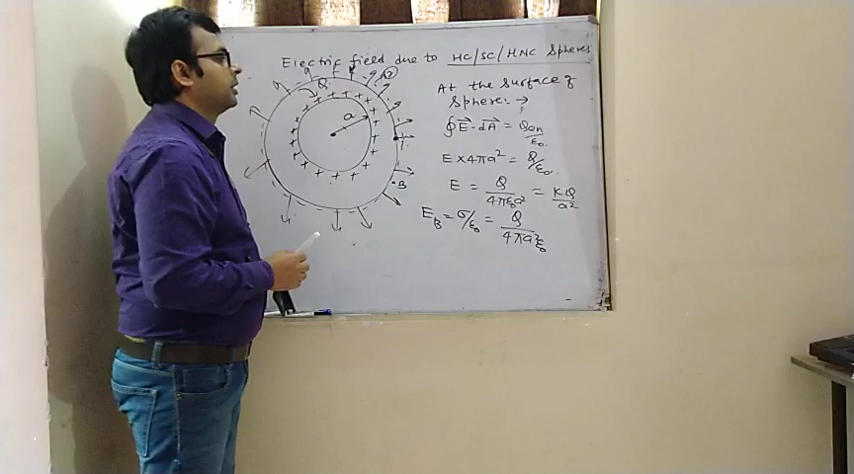 Electric field due to HC/SC/HNC Spheres
At the surface of
sphere →
∮E⃗·dA⃗ = Qen/ε0
E × 4πa² = Q/ε0
E = Q/4πε0a² = KQ/a²
EB = σ/ε0 = Q/4πa²ε0
Q
a
B